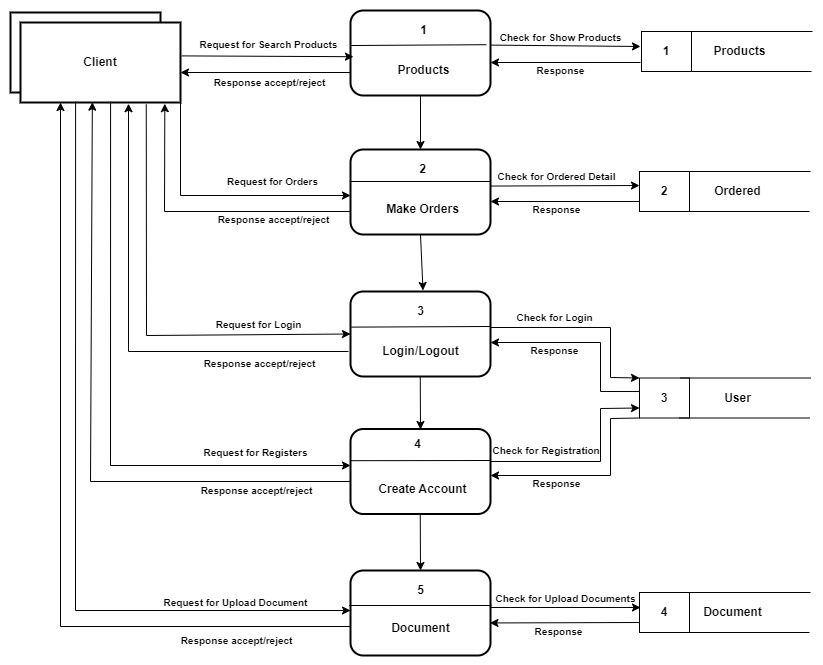 Client
Request for Search Products
Response accept/reject
1
Products
Check for Show Products
Response
1
Products
Request for Orders
Response accept/reject
2
Make Orders
Check for Ordered Detail
Response
2
Ordered
Request for Login
Response accept/reject
3
Login/Logout
Check for Login
Response
3
User
Request for Registers
Response accept/reject
4
Create Account
Check for Registration
Response
Request for Upload Document
Response accept/reject
5
Document
Check for Upload Documents
Response
4
Document